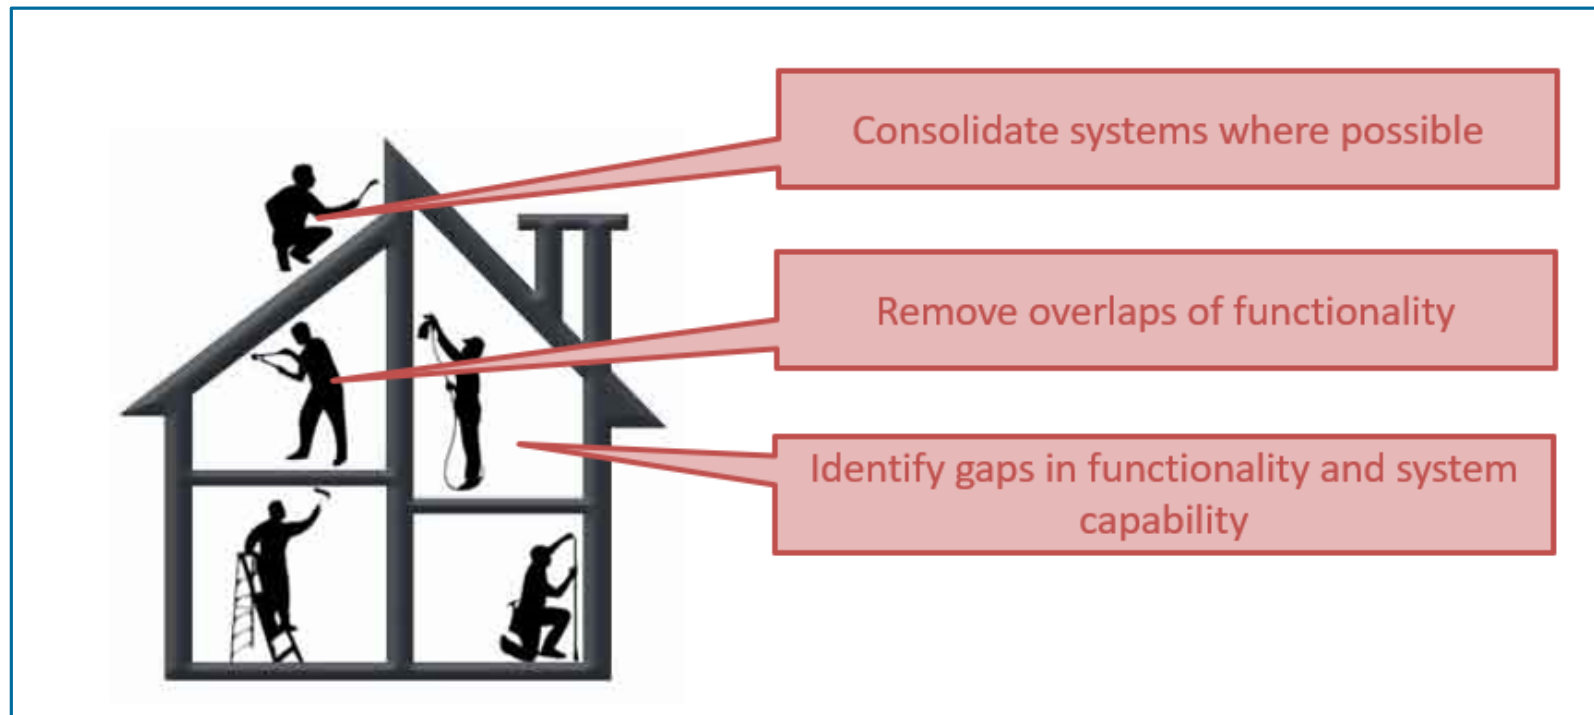 Consolidate systems where possible
Remove overlaps of functionality
Identify gaps in functionality and system
capability